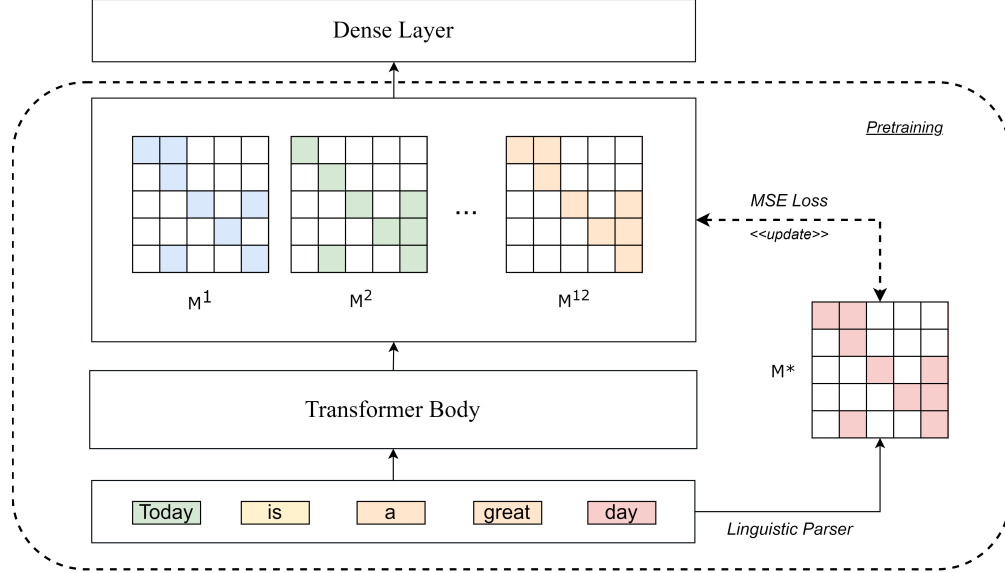 Dense Layer
Pretraining
MSE Loss
<<update>>
...
M1
M2
M12
M*
Transformer Body
Today is a great day
Linguistic Parser